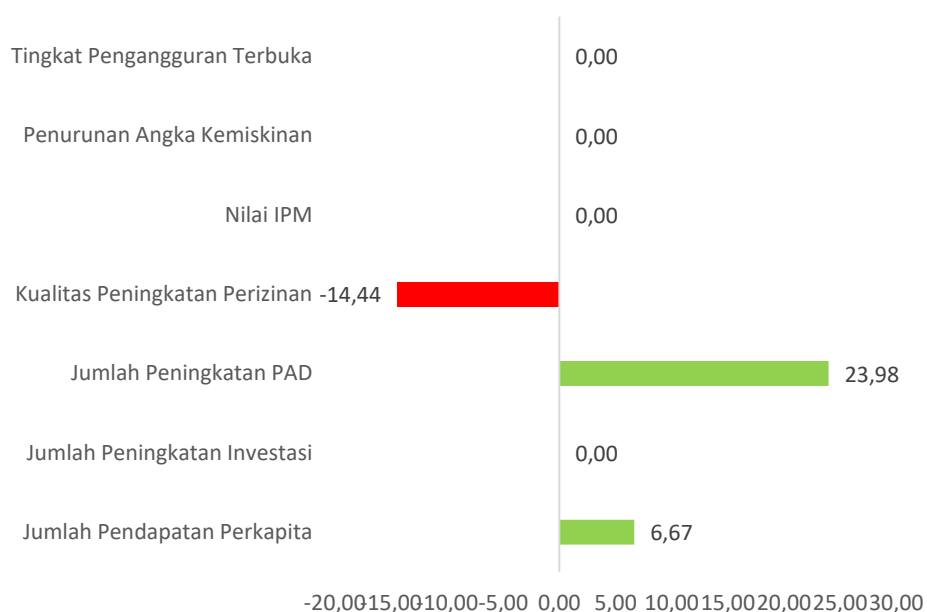 Tingkat Pengangguran Terbuka 0,00
Penurunan Angka Kemiskinan 0,00
Nilai IPM 0,00
Kualitas Peningkatan Perizinan -14,44
Jumlah Peningkatan PAD 23,98
Jumlah Peningkatan Investasi 0,00
Jumlah Pendapatan Perkapita 6,67
-20,00 -15,00 -10,00 -5,00 0,00 5,00 10,00 15,00 20,00 25,00 30,00